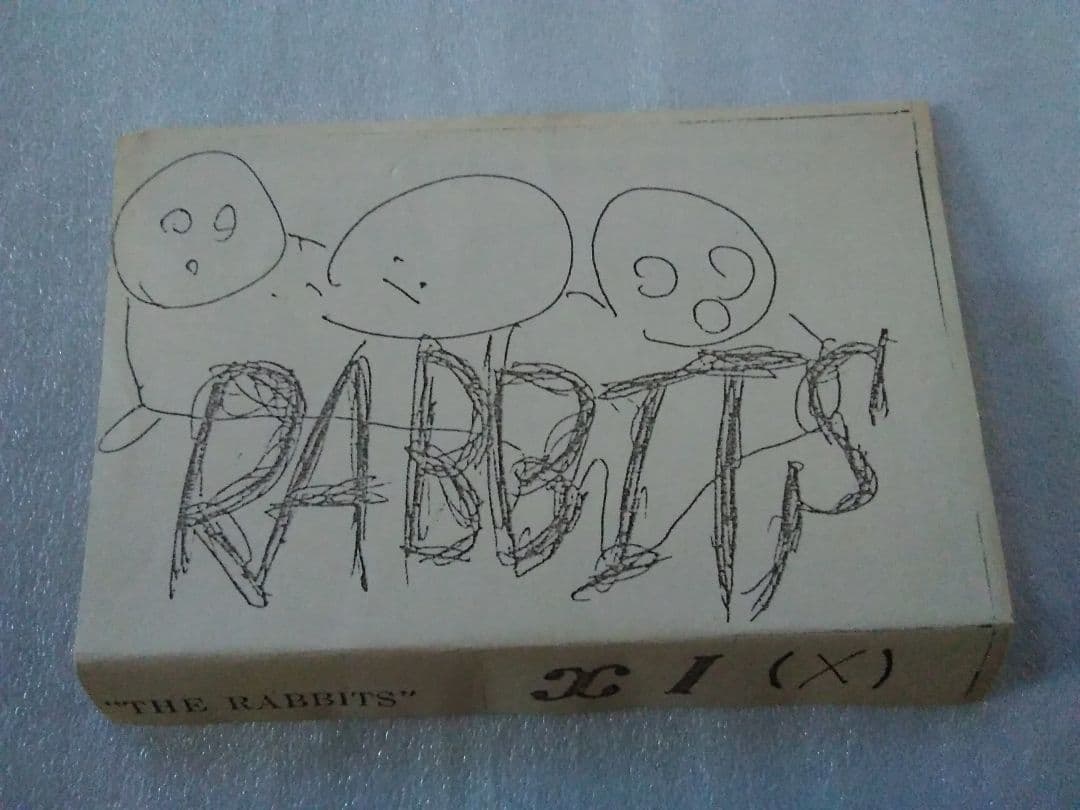 RABBITS
"THE RABBITS" x I (X)